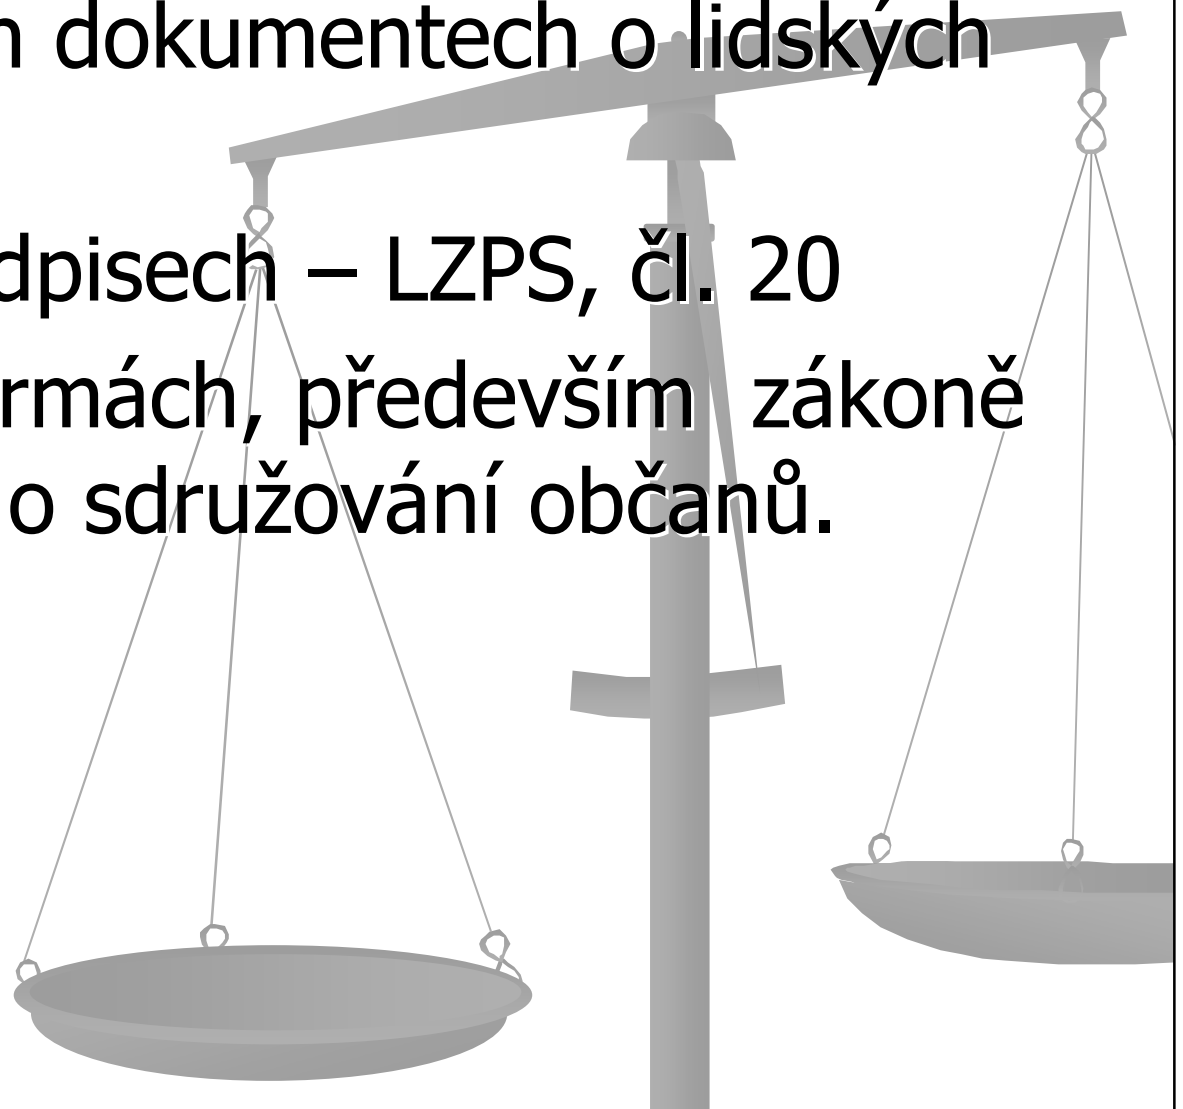 dokumentech o lidských
dpisech – LZPS, čl. 20
rmách, především zákoně
o sdružování občanů.